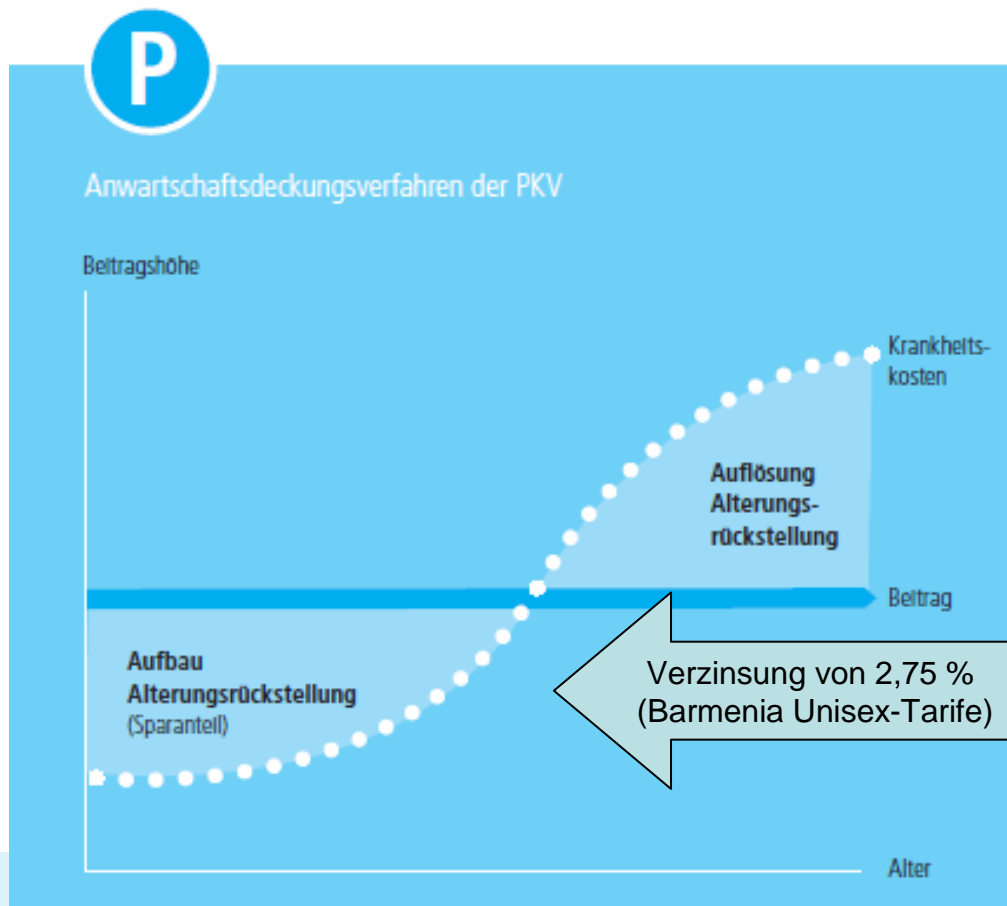 P
Anwartschaftsdeckungsverfahren der PKV
Beitragshöhe
Krankheits-
kosten
Auflösung
Alterungs-
rückstellung
Beitrag
Aufbau
Alterungsrückstellung
(Sparanteil)
Verzinsung von 2,75 %
(Barmenia Unisex-Tarife)
Alter